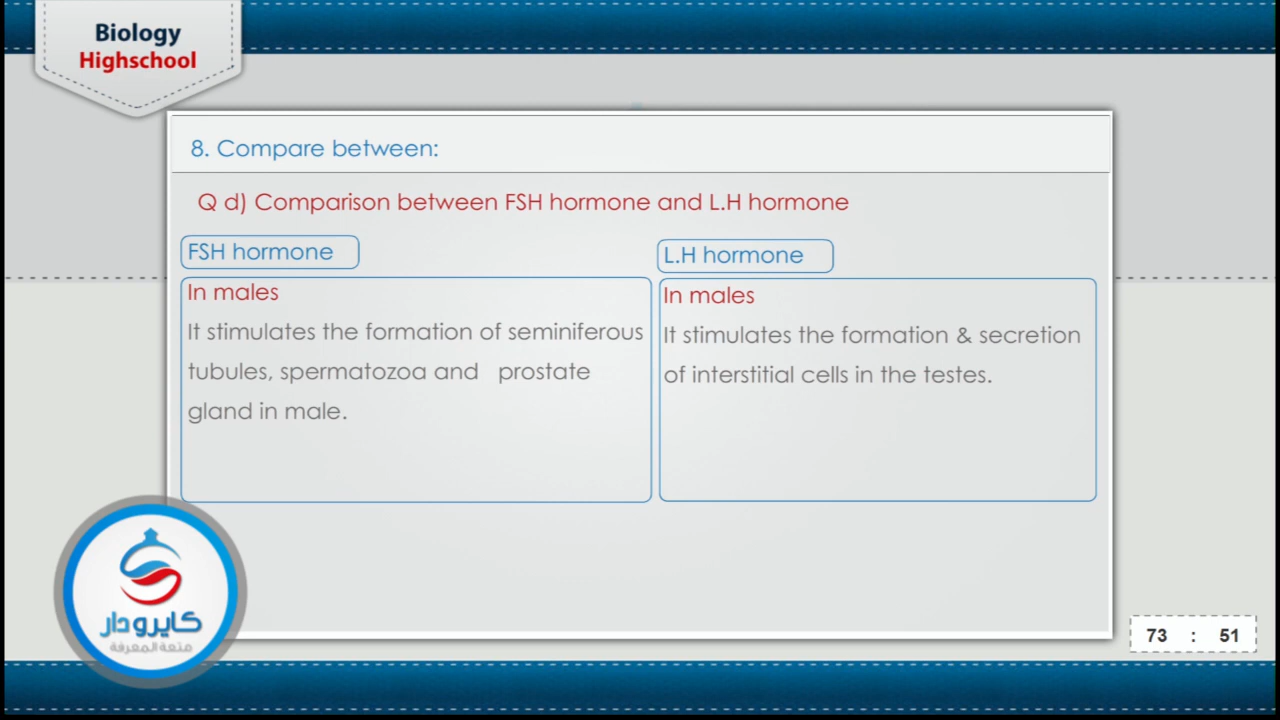 Biology
Highschool
8. Compare between:
Q d) Comparison between FSH hormone and L.H hormone
FSH hormone
In males
It stimulates the formation of seminiferous
tubules, spermatozoa and prostate
gland in male.
L.H hormone
In males
It stimulates the formation & secretion
of interstitial cells in the testes.
كايرودار
متعة المعرفة
73 : 51